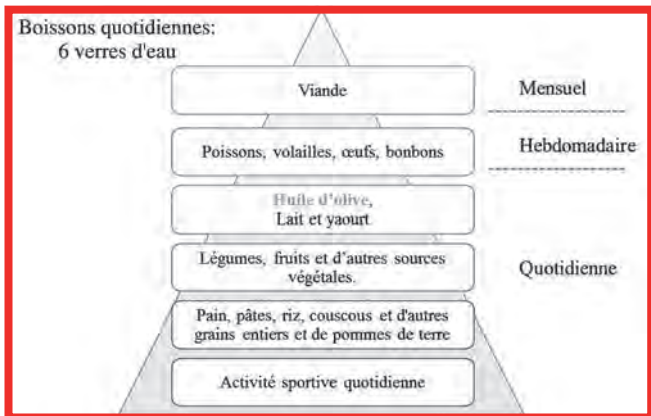 Boissons quotidiennes:
6 verres d'eau
Viande
Mensuel
Poissons, volailles, œufs, bonbons
Hebdomadaire
Huile d'olive,
Lait et yaourt
Légumes, fruits et d'autres sources
végétales.
Quotidienne
Pain, pâtes, riz, couscous et d'autres
grains entiers et de pommes de terre
Activité sportive quotidienne